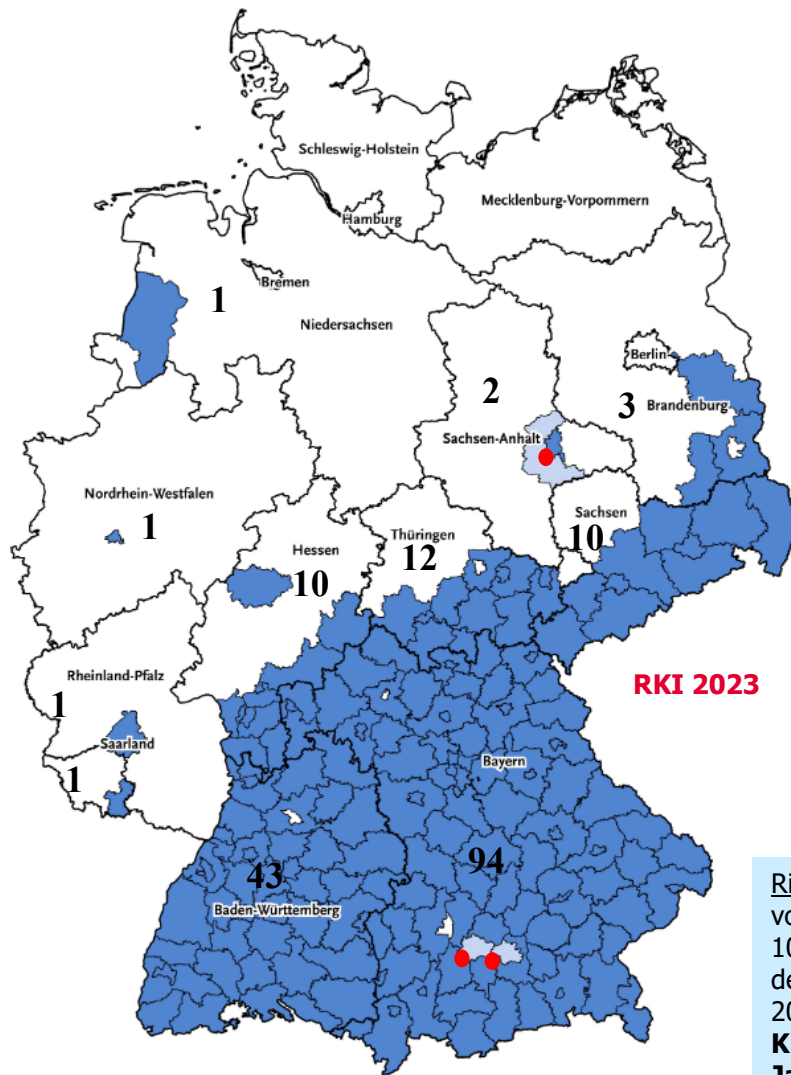 Schleswig-Holstein
Mecklenburg-Vorpommern
Hamburg
Bremen
1
Niedersachsen
Berlin
2
3
Brandenburg
Sachsen-Anhalt
Nordrhein-Westfalen
1
Sachsen
10
Thüringen
12
Hessen
10
Rheinland-Pfalz
1
RKI 2023
Saarland
1
Bayern
94
43
Baden-Württemberg